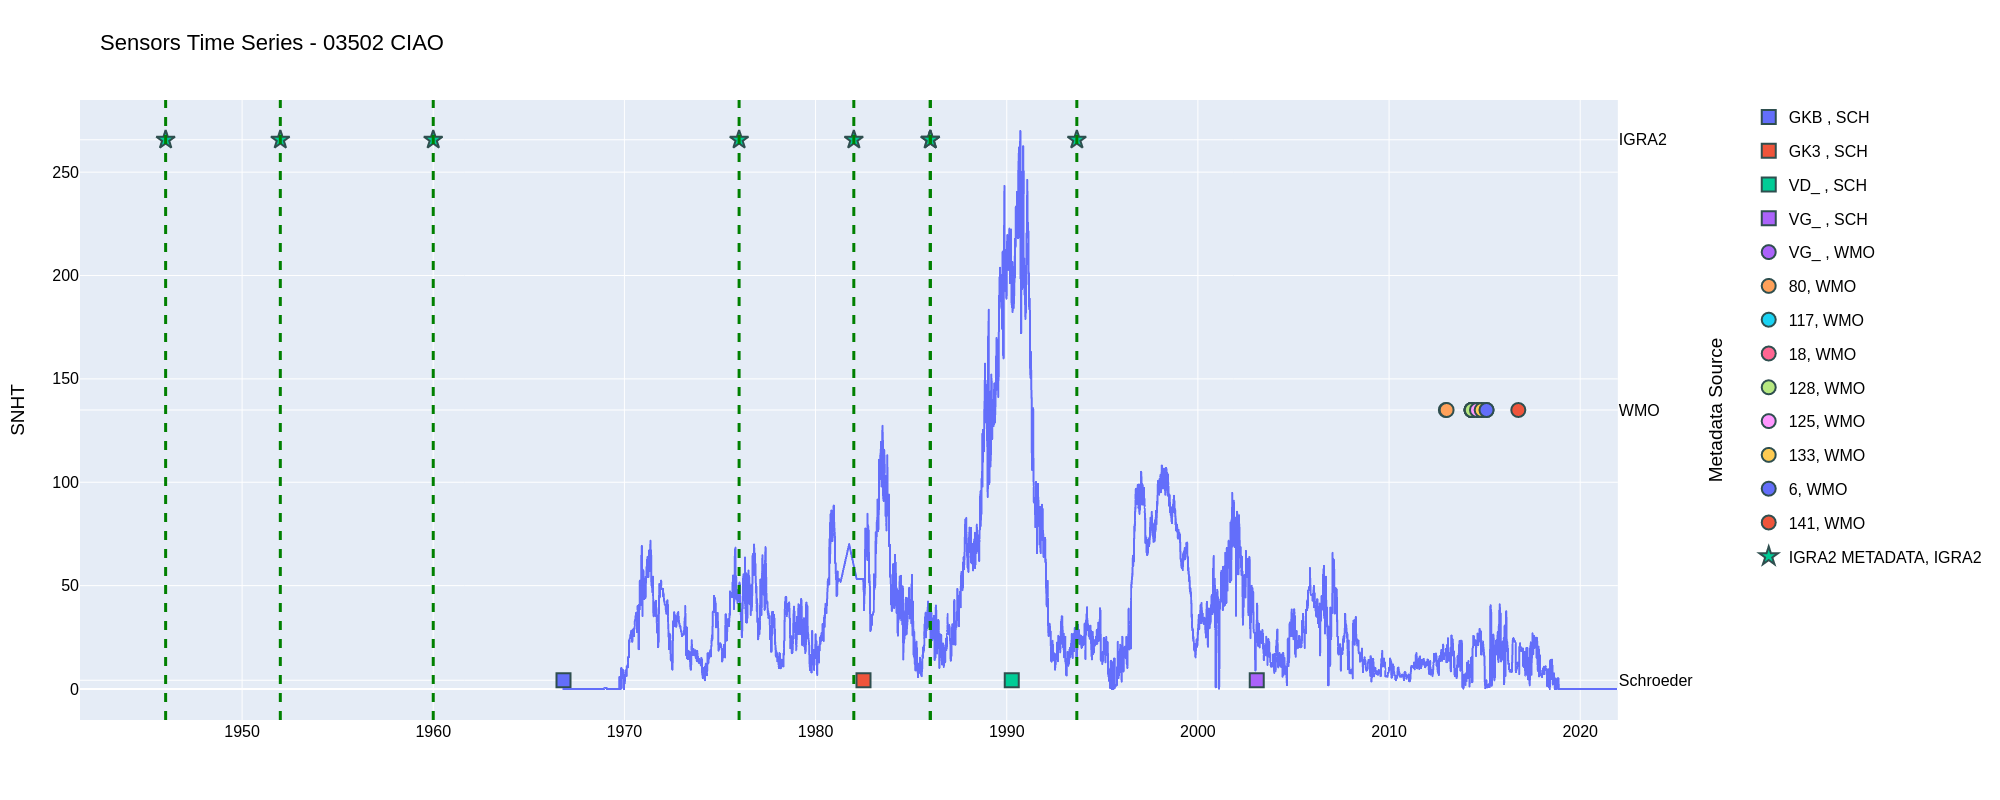 Sensors Time Series - 03502 CIAO
SNHT
250
200
150
100
50
0
1950
1960
1970
1980
1990
2000
2010
2020
IGRA2
WMO
Schroeder
Metadata Source
GKB , SCH
GK3 , SCH
VD_ , SCH
VG_ , SCH
VG_ , WMO
80, WMO
117, WMO
18, WMO
128, WMO
125, WMO
133, WMO
6, WMO
141, WMO
IGRA2 METADATA, IGRA2